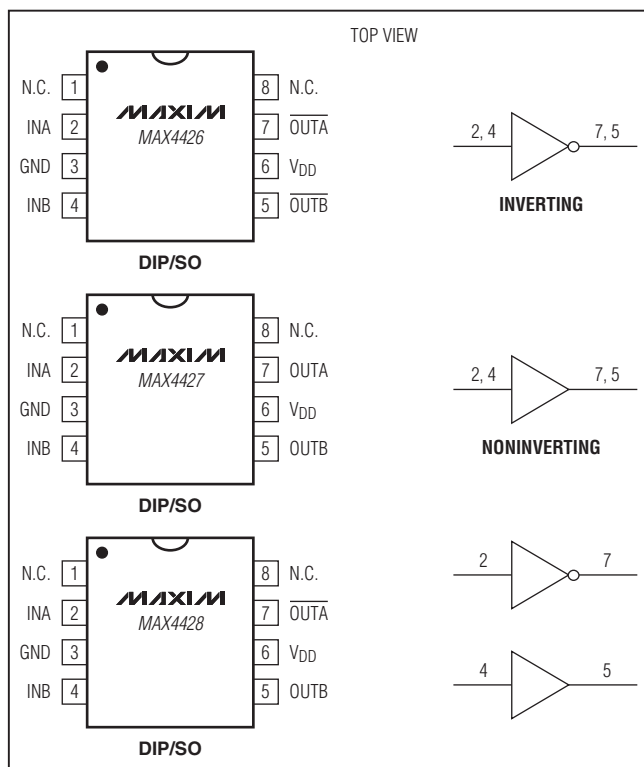 TOP VIEW
N.C. 1 MAXIM 8 N.C.
INA 2 MAX4426 7 O̅U̅T̅A̅
GND 3 6 VDD
INB 4 5 O̅U̅T̅B̅
DIP/SO
2, 4 7, 5
INVERTING
N.C. 1 MAXIM 8 N.C.
INA 2 MAX4427 7 OUTA
GND 3 6 VDD
INB 4 5 OUTB
DIP/SO
2, 4 7, 5
NONINVERTING
N.C. 1 MAXIM 8 N.C.
INA 2 MAX4428 7 O̅U̅T̅A̅
GND 3 6 VDD
INB 4 5 OUTB
DIP/SO
2 7
4 5